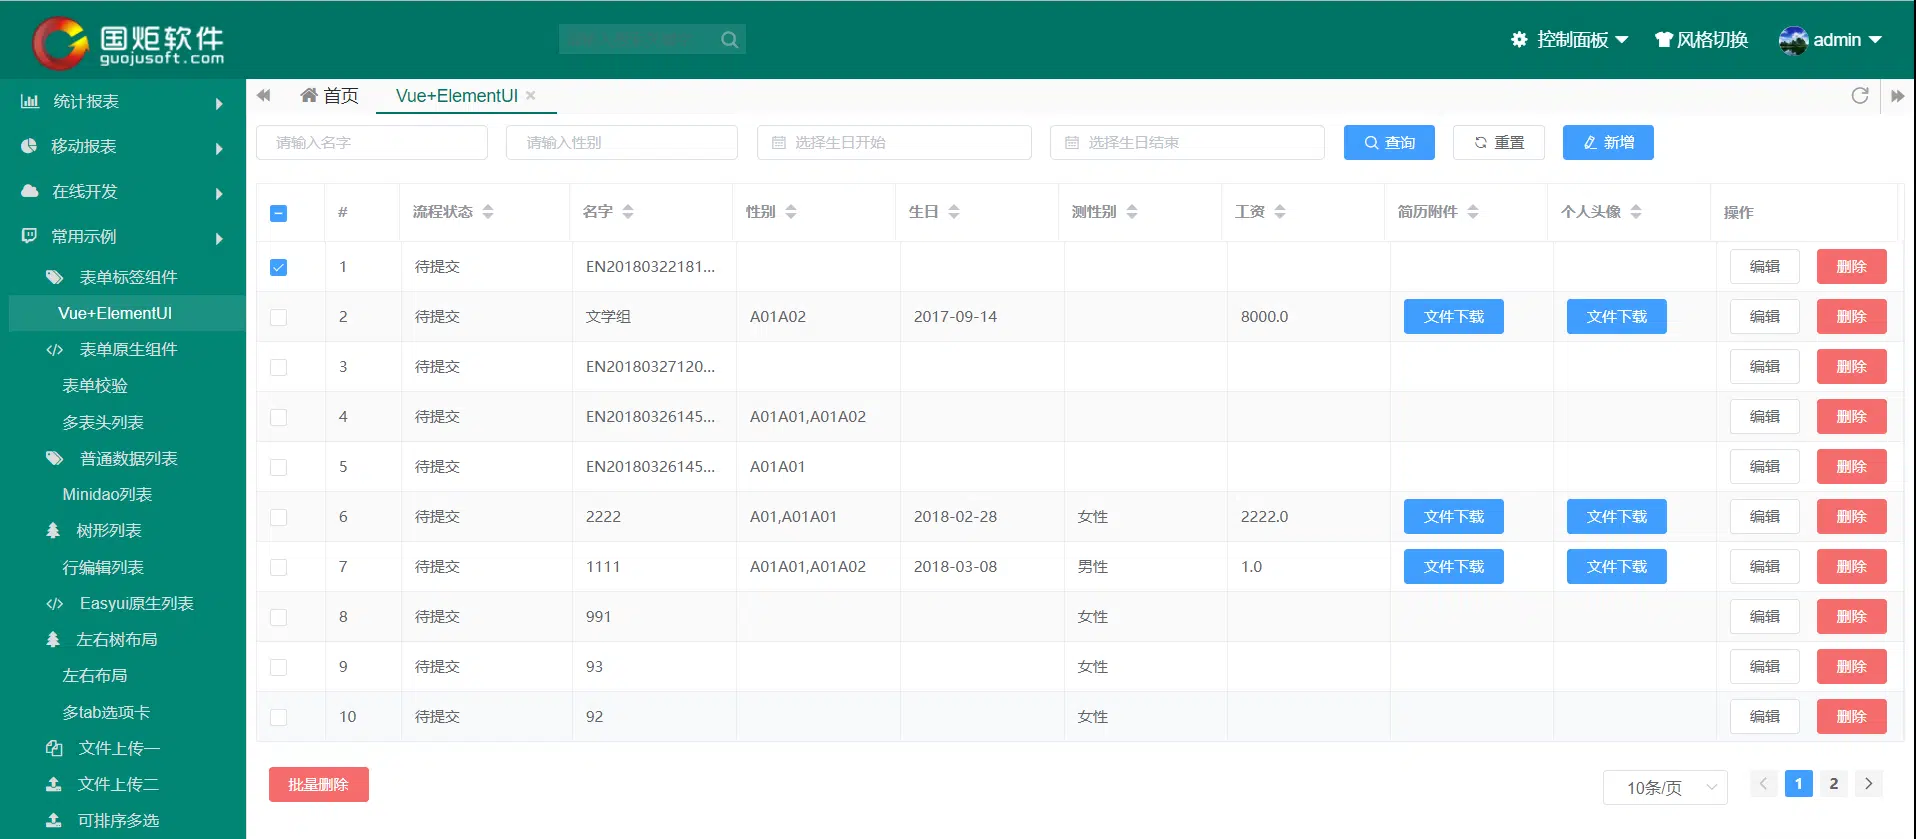 国炬软件
guojusoft.com
控制面板
风格切换
admin
统计报表
移动报表
在线开发
常用示例
表单标签组件
Vue+ElementUI
表单原生组件
表单校验
多表头列表
普通数据列表
Minidao列表
树形列表
行编辑列表
Easyui原生列表
左右树布局
左右布局
多tab选项卡
文件上传一
文件上传二
可排序多选
首页 Vue+ElementUI
请输入名字 请输入性别 选择生日开始 选择生日结束 查询 重置 新增
# 流程状态 名字 性别 生日 测性别 工资 简历附件 个人头像 操作
1 待提交 EN20180322181... 编辑 删除
2 待提交 文学组 A01A02 2017-09-14 8000.0 文件下载 文件下载 编辑 删除
3 待提交 EN20180327120... 编辑 删除
4 待提交 EN20180326145... A01A01,A01A02 编辑 删除
5 待提交 EN20180326145... A01A01 编辑 删除
6 待提交 2222 A01,A01A01 2018-02-28 女性 2222.0 文件下载 文件下载 编辑 删除
7 待提交 1111 A01A01,A01A02 2018-03-08 男性 1.0 文件下载 文件下载 编辑 删除
8 待提交 991 女性 编辑 删除
9 待提交 93 女性 编辑 删除
10 待提交 92 女性 编辑 删除
批量删除 10条/页 1 2